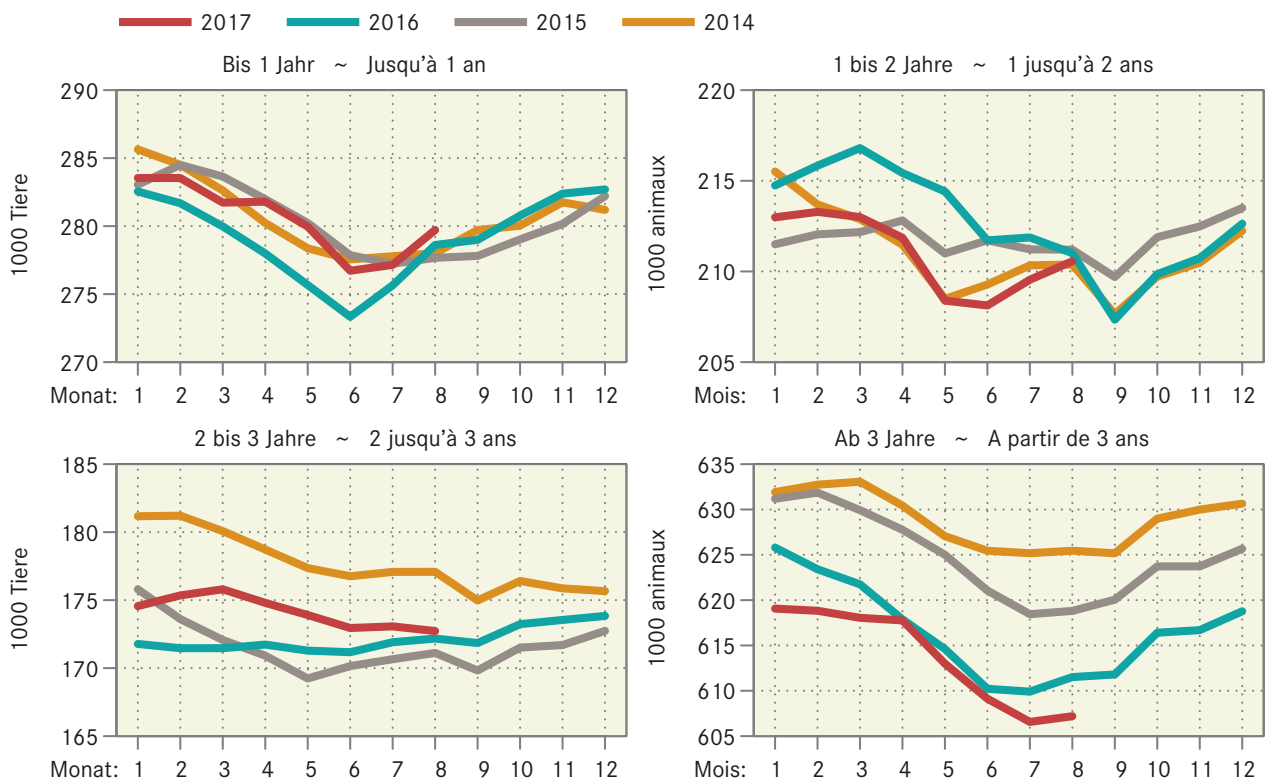 2017 2016 2015 2014
Bis 1 Jahr ~ Jusqu'à 1 an
1000 Tiere
290
285
280
275
270
Monat: 1 2 3 4 5 6 7 8 9 10 11 12
1 bis 2 Jahre ~ 1 jusqu'à 2 ans
1000 animaux
220
215
210
205
Mois: 1 2 3 4 5 6 7 8 9 10 11 12
2 bis 3 Jahre ~ 2 jusqu'à 3 ans
1000 Tiere
185
180
175
170
165
Monat: 1 2 3 4 5 6 7 8 9 10 11 12
Ab 3 Jahre ~ A partir de 3 ans
1000 animaux
635
630
625
620
615
610
605
Mois: 1 2 3 4 5 6 7 8 9 10 11 12